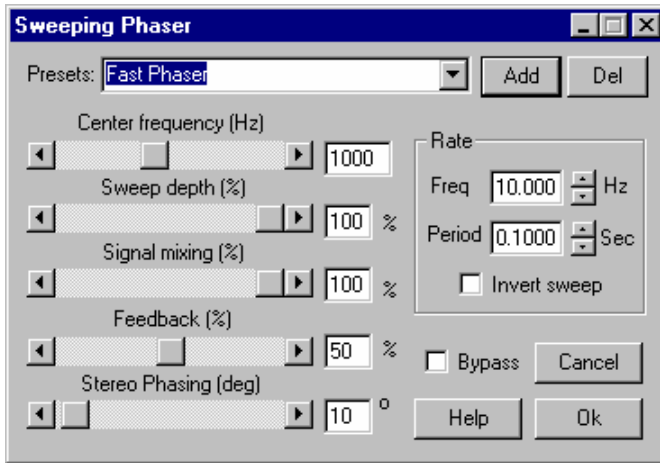 Sweeping Phaser
Presets: Fast Phaser Add Del
Center frequency (Hz)
1000
Sweep depth (%)
100 %
Signal mixing (%)
100 %
Feedback (%)
50 %
Stereo Phasing (deg)
10 o
Rate
Freq 10.000 Hz
Period 0.1000 Sec
Invert sweep
Bypass Cancel
Help Ok